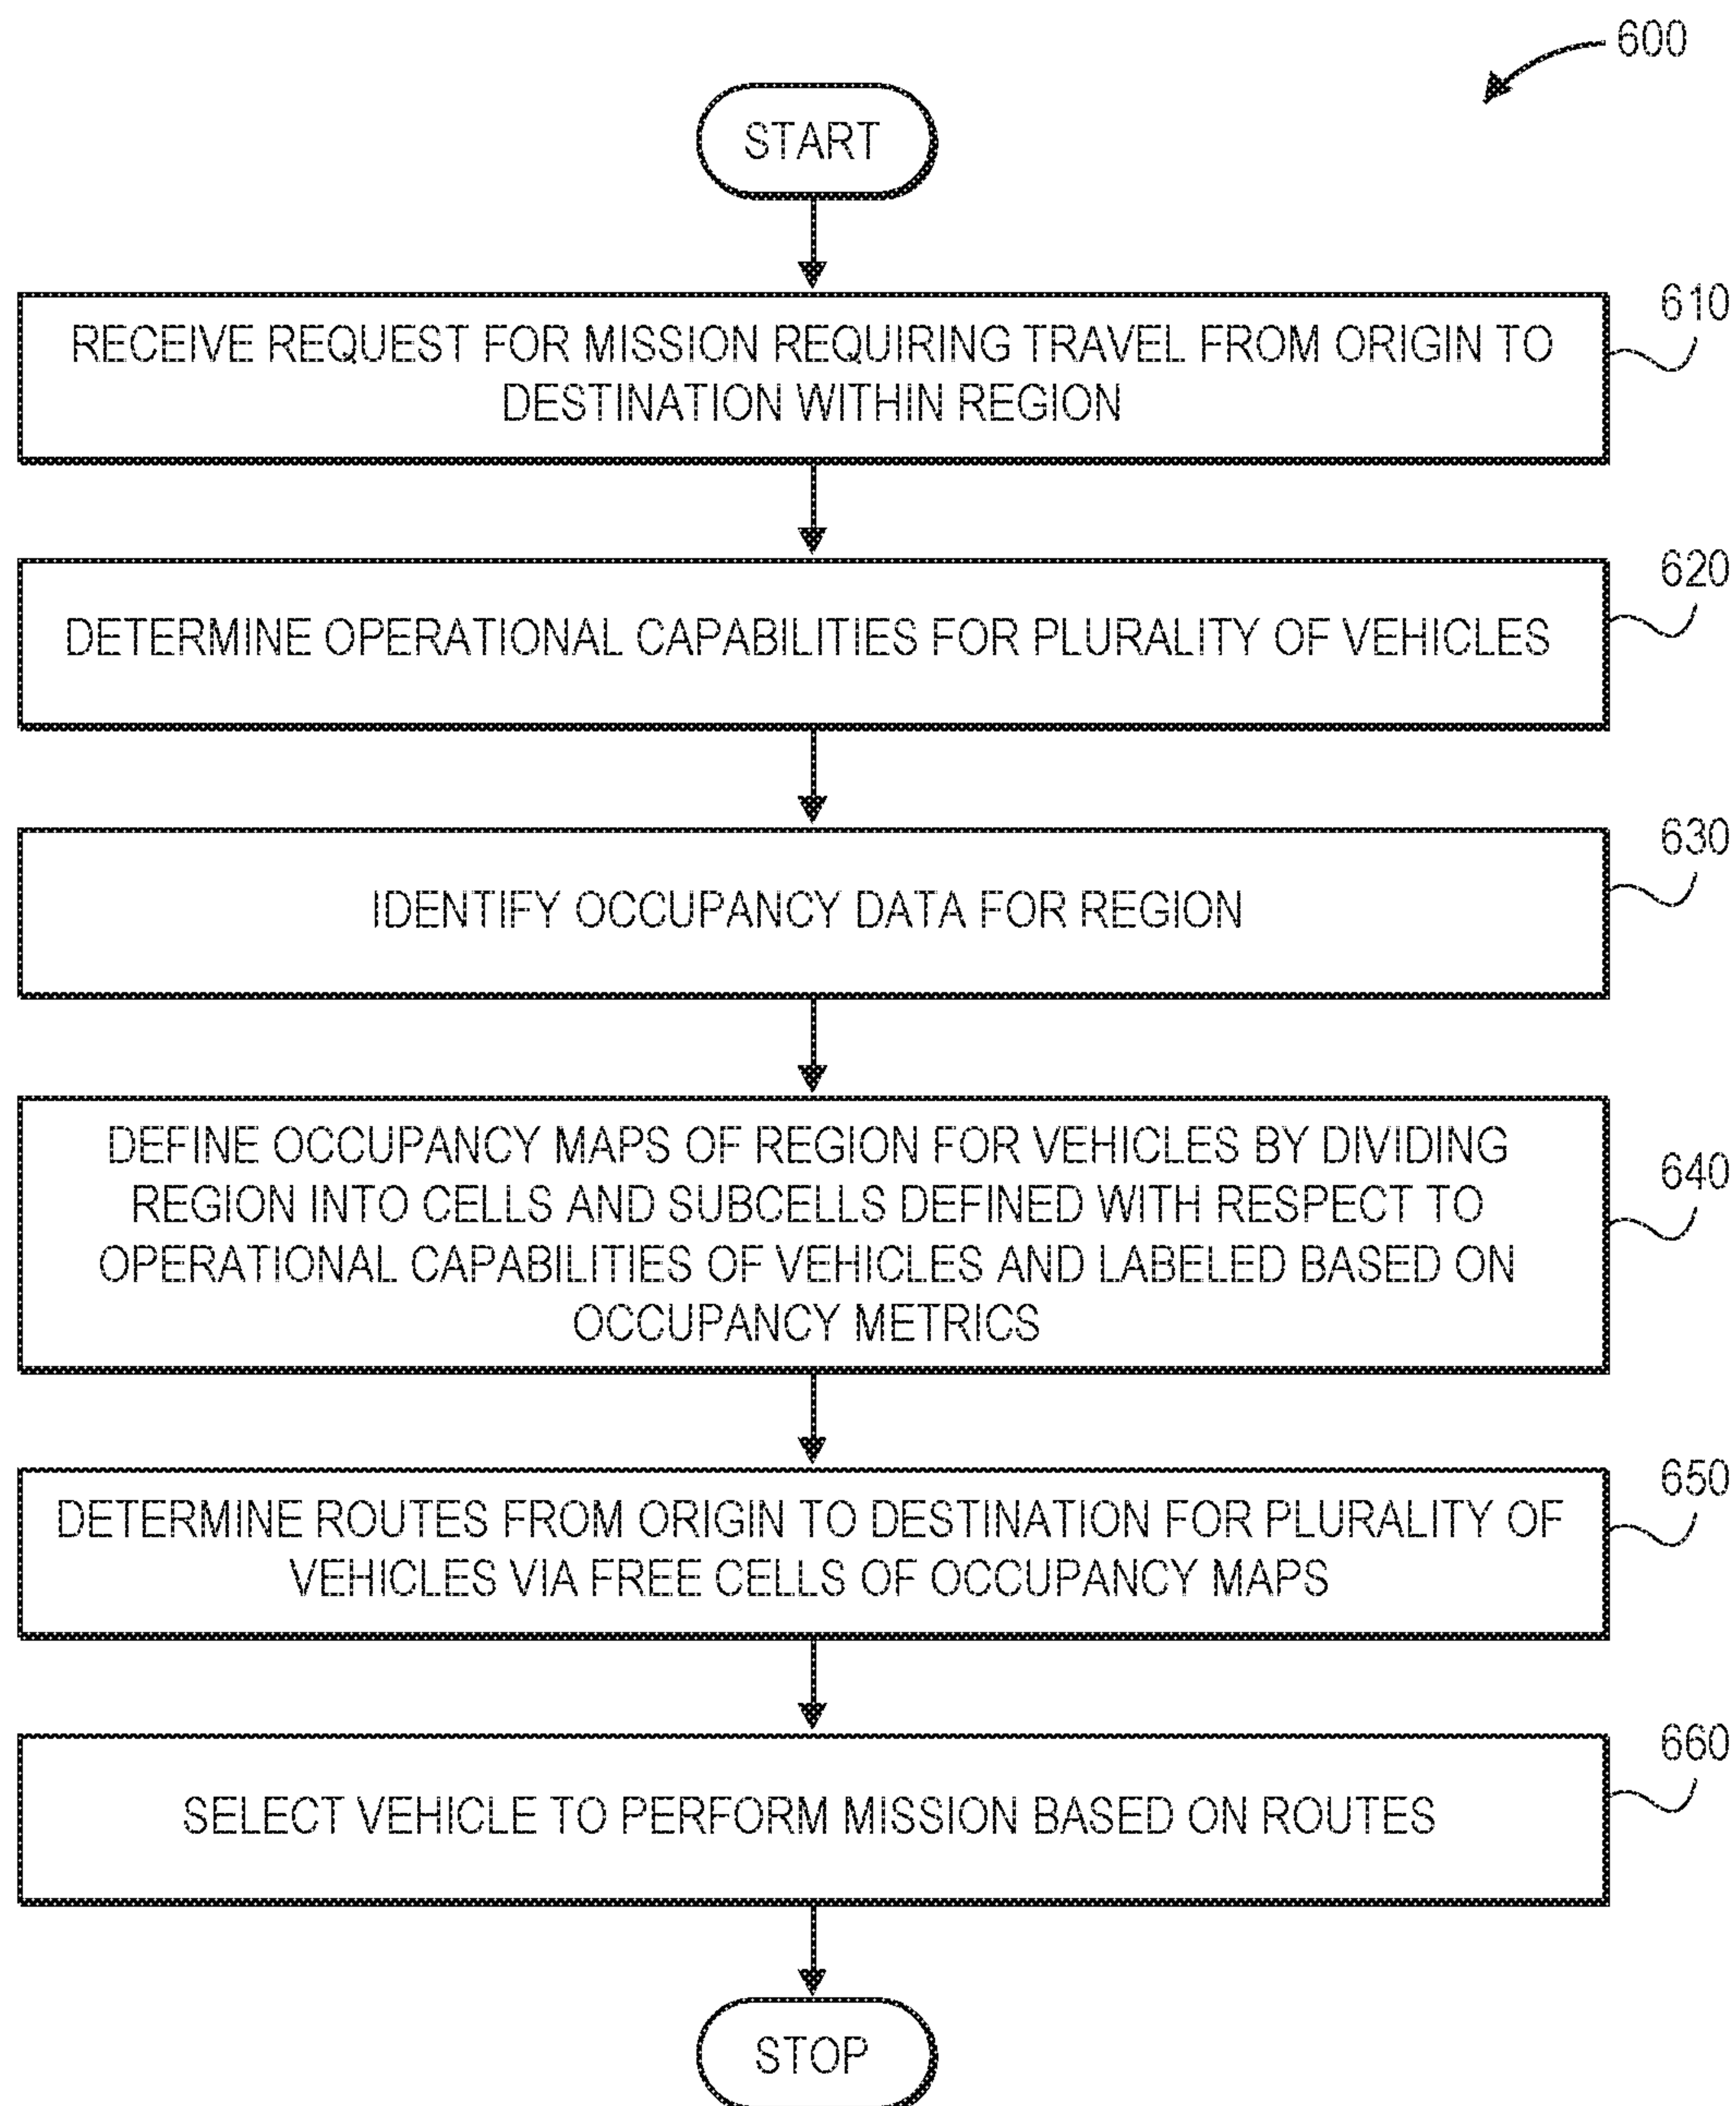 600
START
610
RECEIVE REQUEST FOR MISSION REQUIRING TRAVEL FROM ORIGIN TO
DESTINATION WITHIN REGION
620
DETERMINE OPERATIONAL CAPABILITIES FOR PLURALITY OF VEHICLES
630
IDENTIFY OCCUPANCY DATA FOR REGION
640
DEFINE OCCUPANCY MAPS OF REGION FOR VEHICLES BY DIVIDING
REGION INTO CELLS AND SUBCELLS DEFINED WITH RESPECT TO
OPERATIONAL CAPABILITIES OF VEHICLES AND LABELED BASED ON
OCCUPANCY METRICS
650
DETERMINE ROUTES FROM ORIGIN TO DESTINATION FOR PLURALITY OF
VEHICLES VIA FREE CELLS OF OCCUPANCY MAPS
660
SELECT VEHICLE TO PERFORM MISSION BASED ON ROUTES
STOP